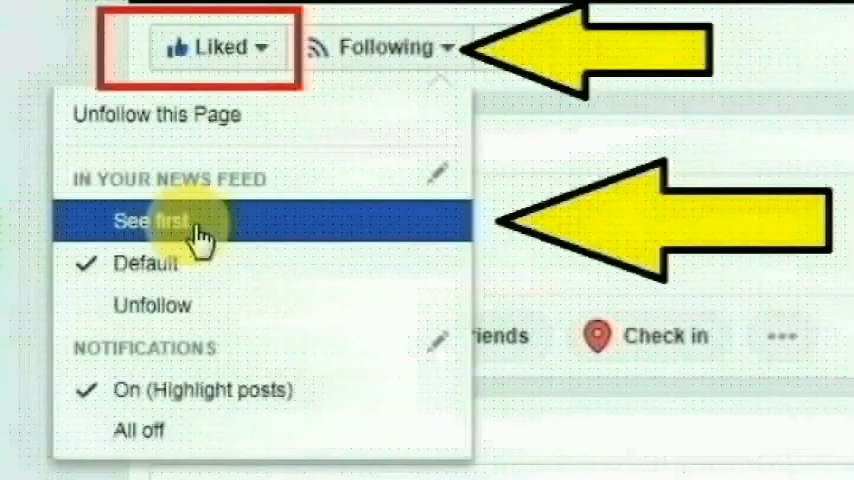 Liked Following
Unfollow this Page
IN YOUR NEWS FEED
See first
Default
Unfollow
NOTIFICATIONS
riends Check in
On (Highlight posts)
All off